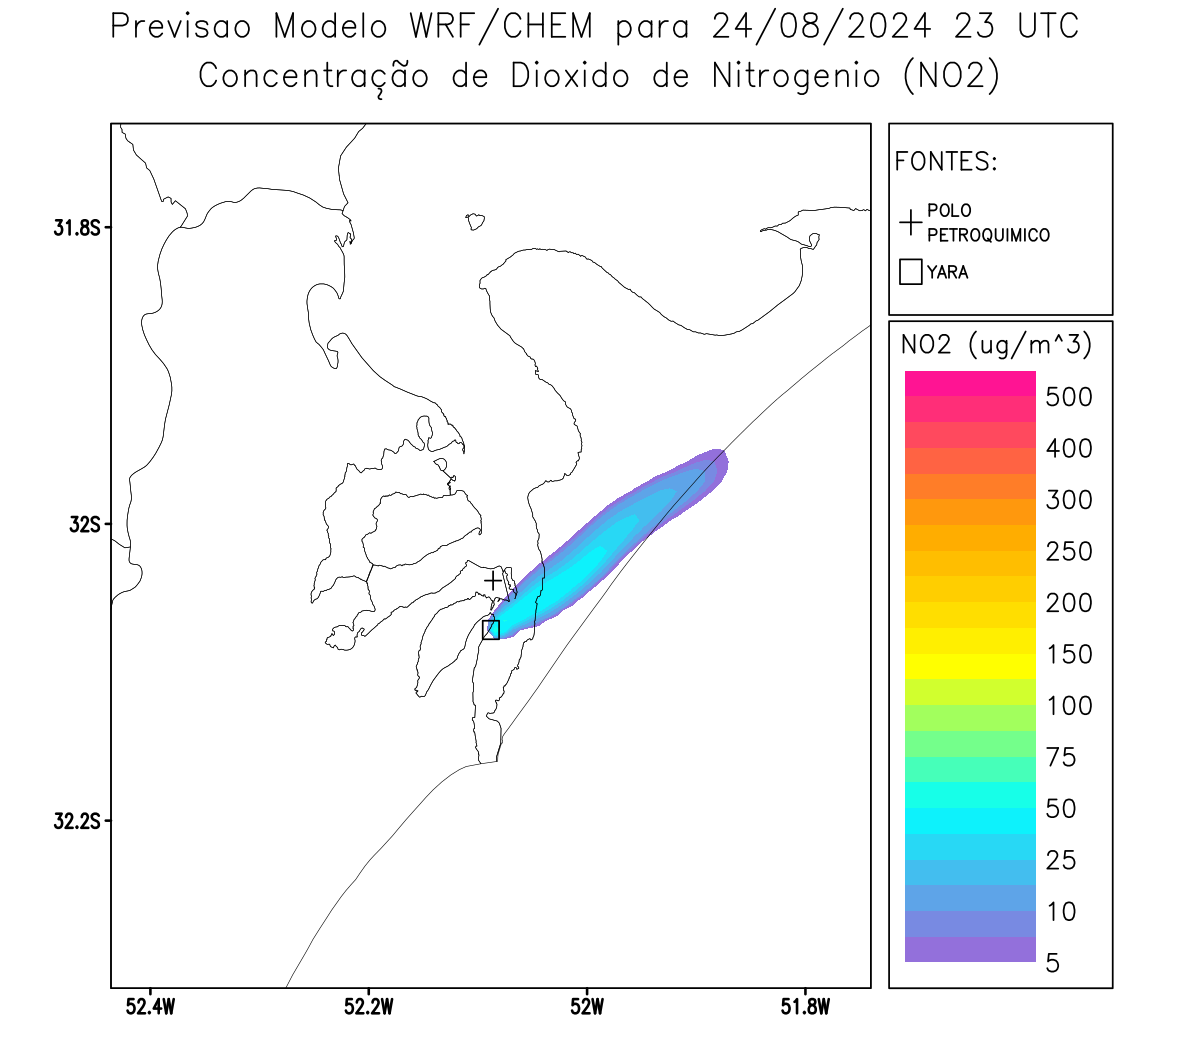 Previsao Modelo WRF/CHEM para 24/08/2024 23 UTC
Concentração de Dioxido de Nitrogenio (NO2)
FONTES:
POLO
PETROQUIMICO
YARA
NO2 (ug/m^3)
500
400
300
250
200
150
100
75
50
25
10
5
31.8S
32S
32.2S
52.4W
52.2W
52W
51.8W